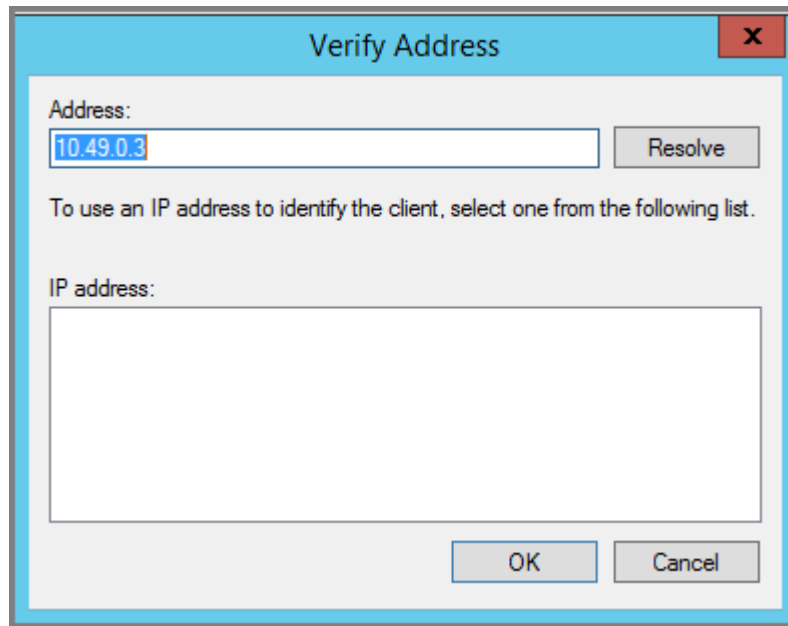 Verify Address
x
Address:
10.49.0.3
Resolve
To use an IP address to identify the client, select one from the following list.
IP address:
OK
Cancel